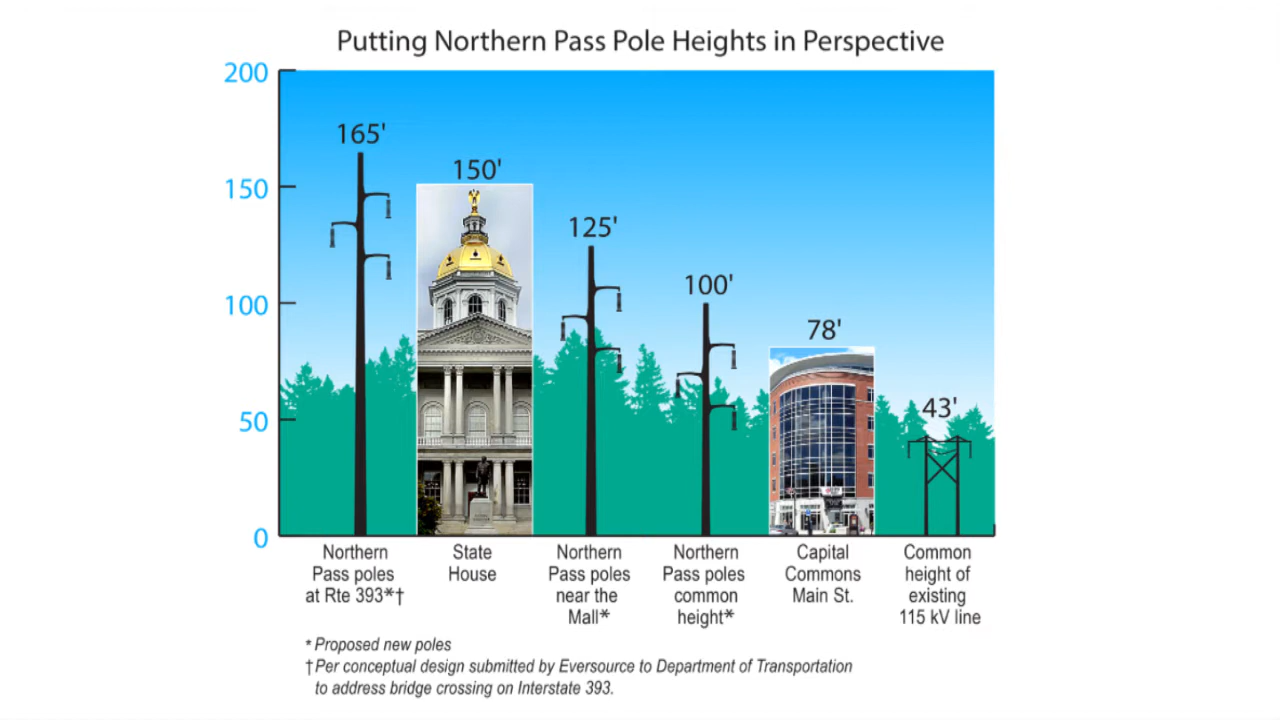 Putting Northern Pass Pole Heights in Perspective
200
150
100
50
0
165'
150'
125'
100'
78'
43'
Northern
Pass poles
at Rte 393*†
State
House
Northern
Pass poles
near the
Mall*
Northern
Pass poles
common
height*
Capital
Commons
Main St.
Common
height of
existing
115 kV line
* Proposed new poles
† Per conceptual design submitted by Eversource to Department of Transportation
to address bridge crossing on Interstate 393.